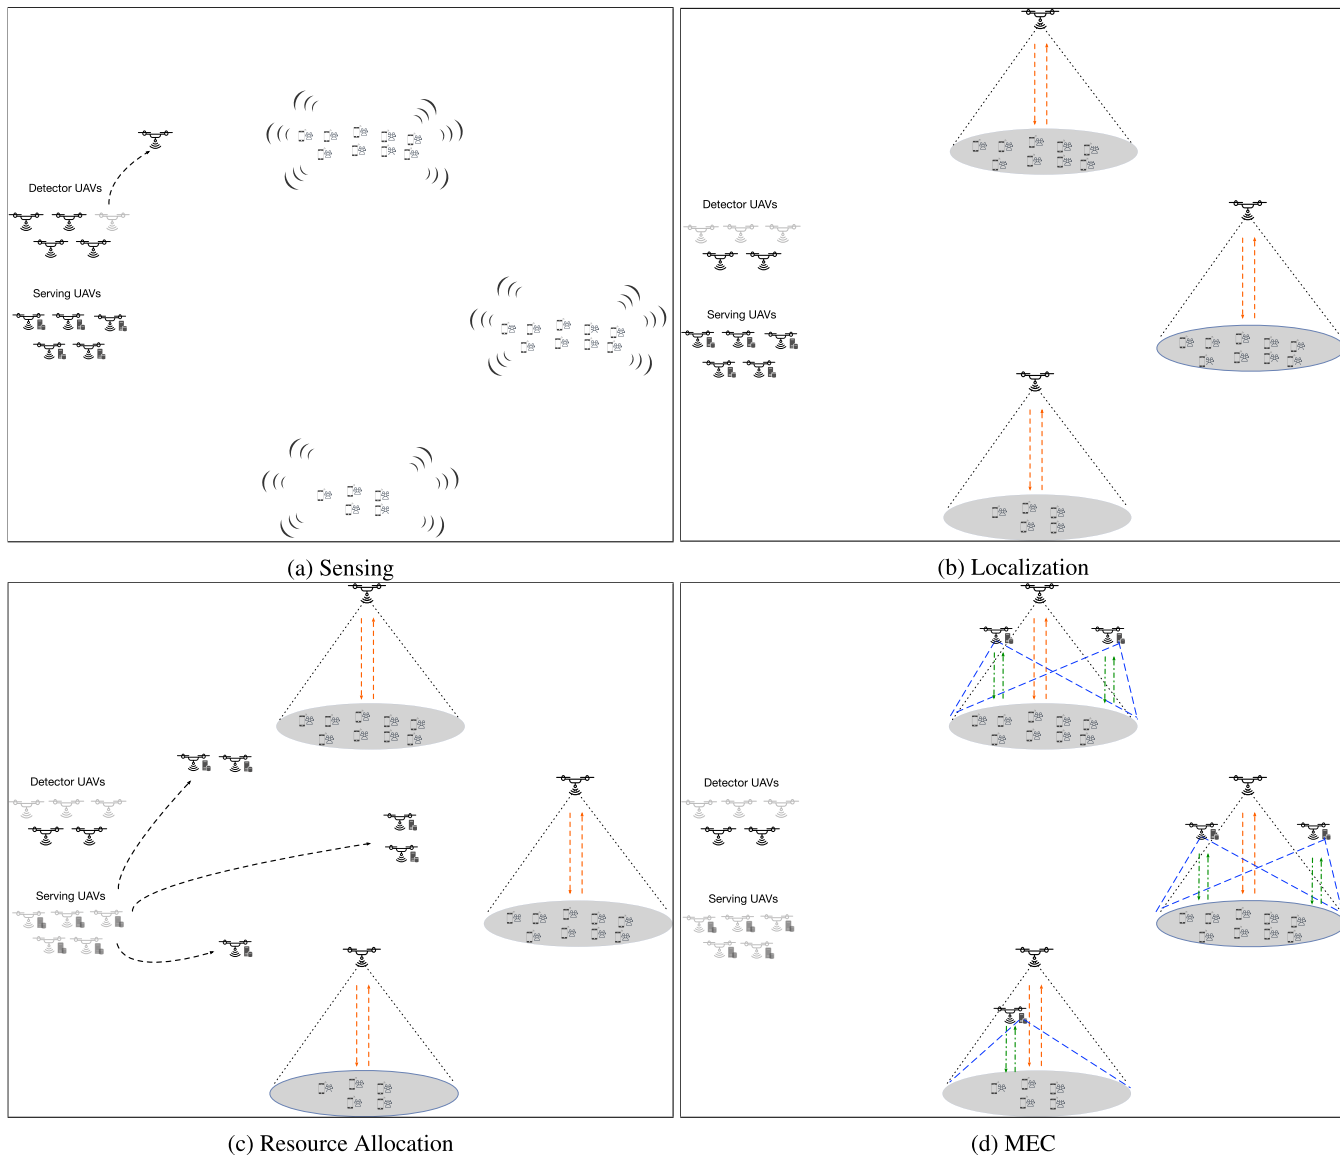 Detector UAVs
Serving UAVs
(a) Sensing
Detector UAVs
Serving UAVs
(b) Localization
Detector UAVs
Serving UAVs
(c) Resource Allocation
Detector UAVs
Serving UAVs
(d) MEC